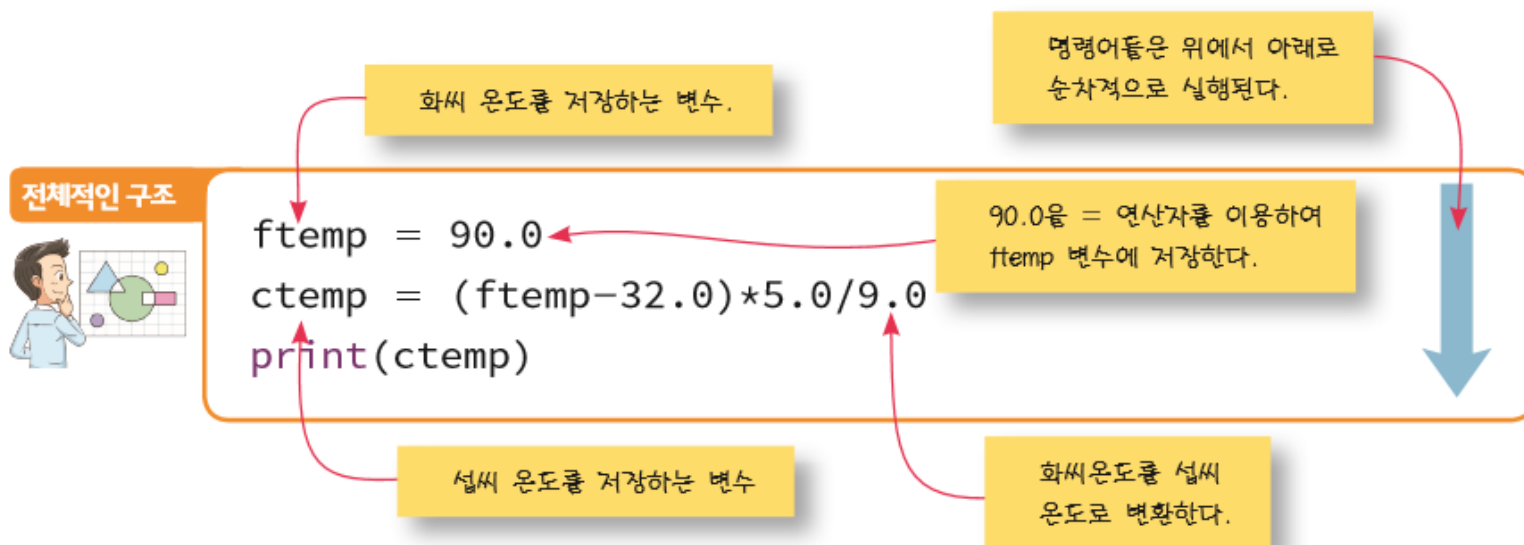 명령어들은 위에서 아래로
순차적으로 실행된다.
화씨 온도를 저장하는 변수.
전체적인 구조
ftemp = 90.0
90.0을 = 연산자를 이용하여
ftemp 변수에 저장한다.
ctemp = (ftemp-32.0)*5.0/9.0
print(ctemp)
섭씨 온도를 저장하는 변수
화씨온도를 섭씨
온도로 변환한다.